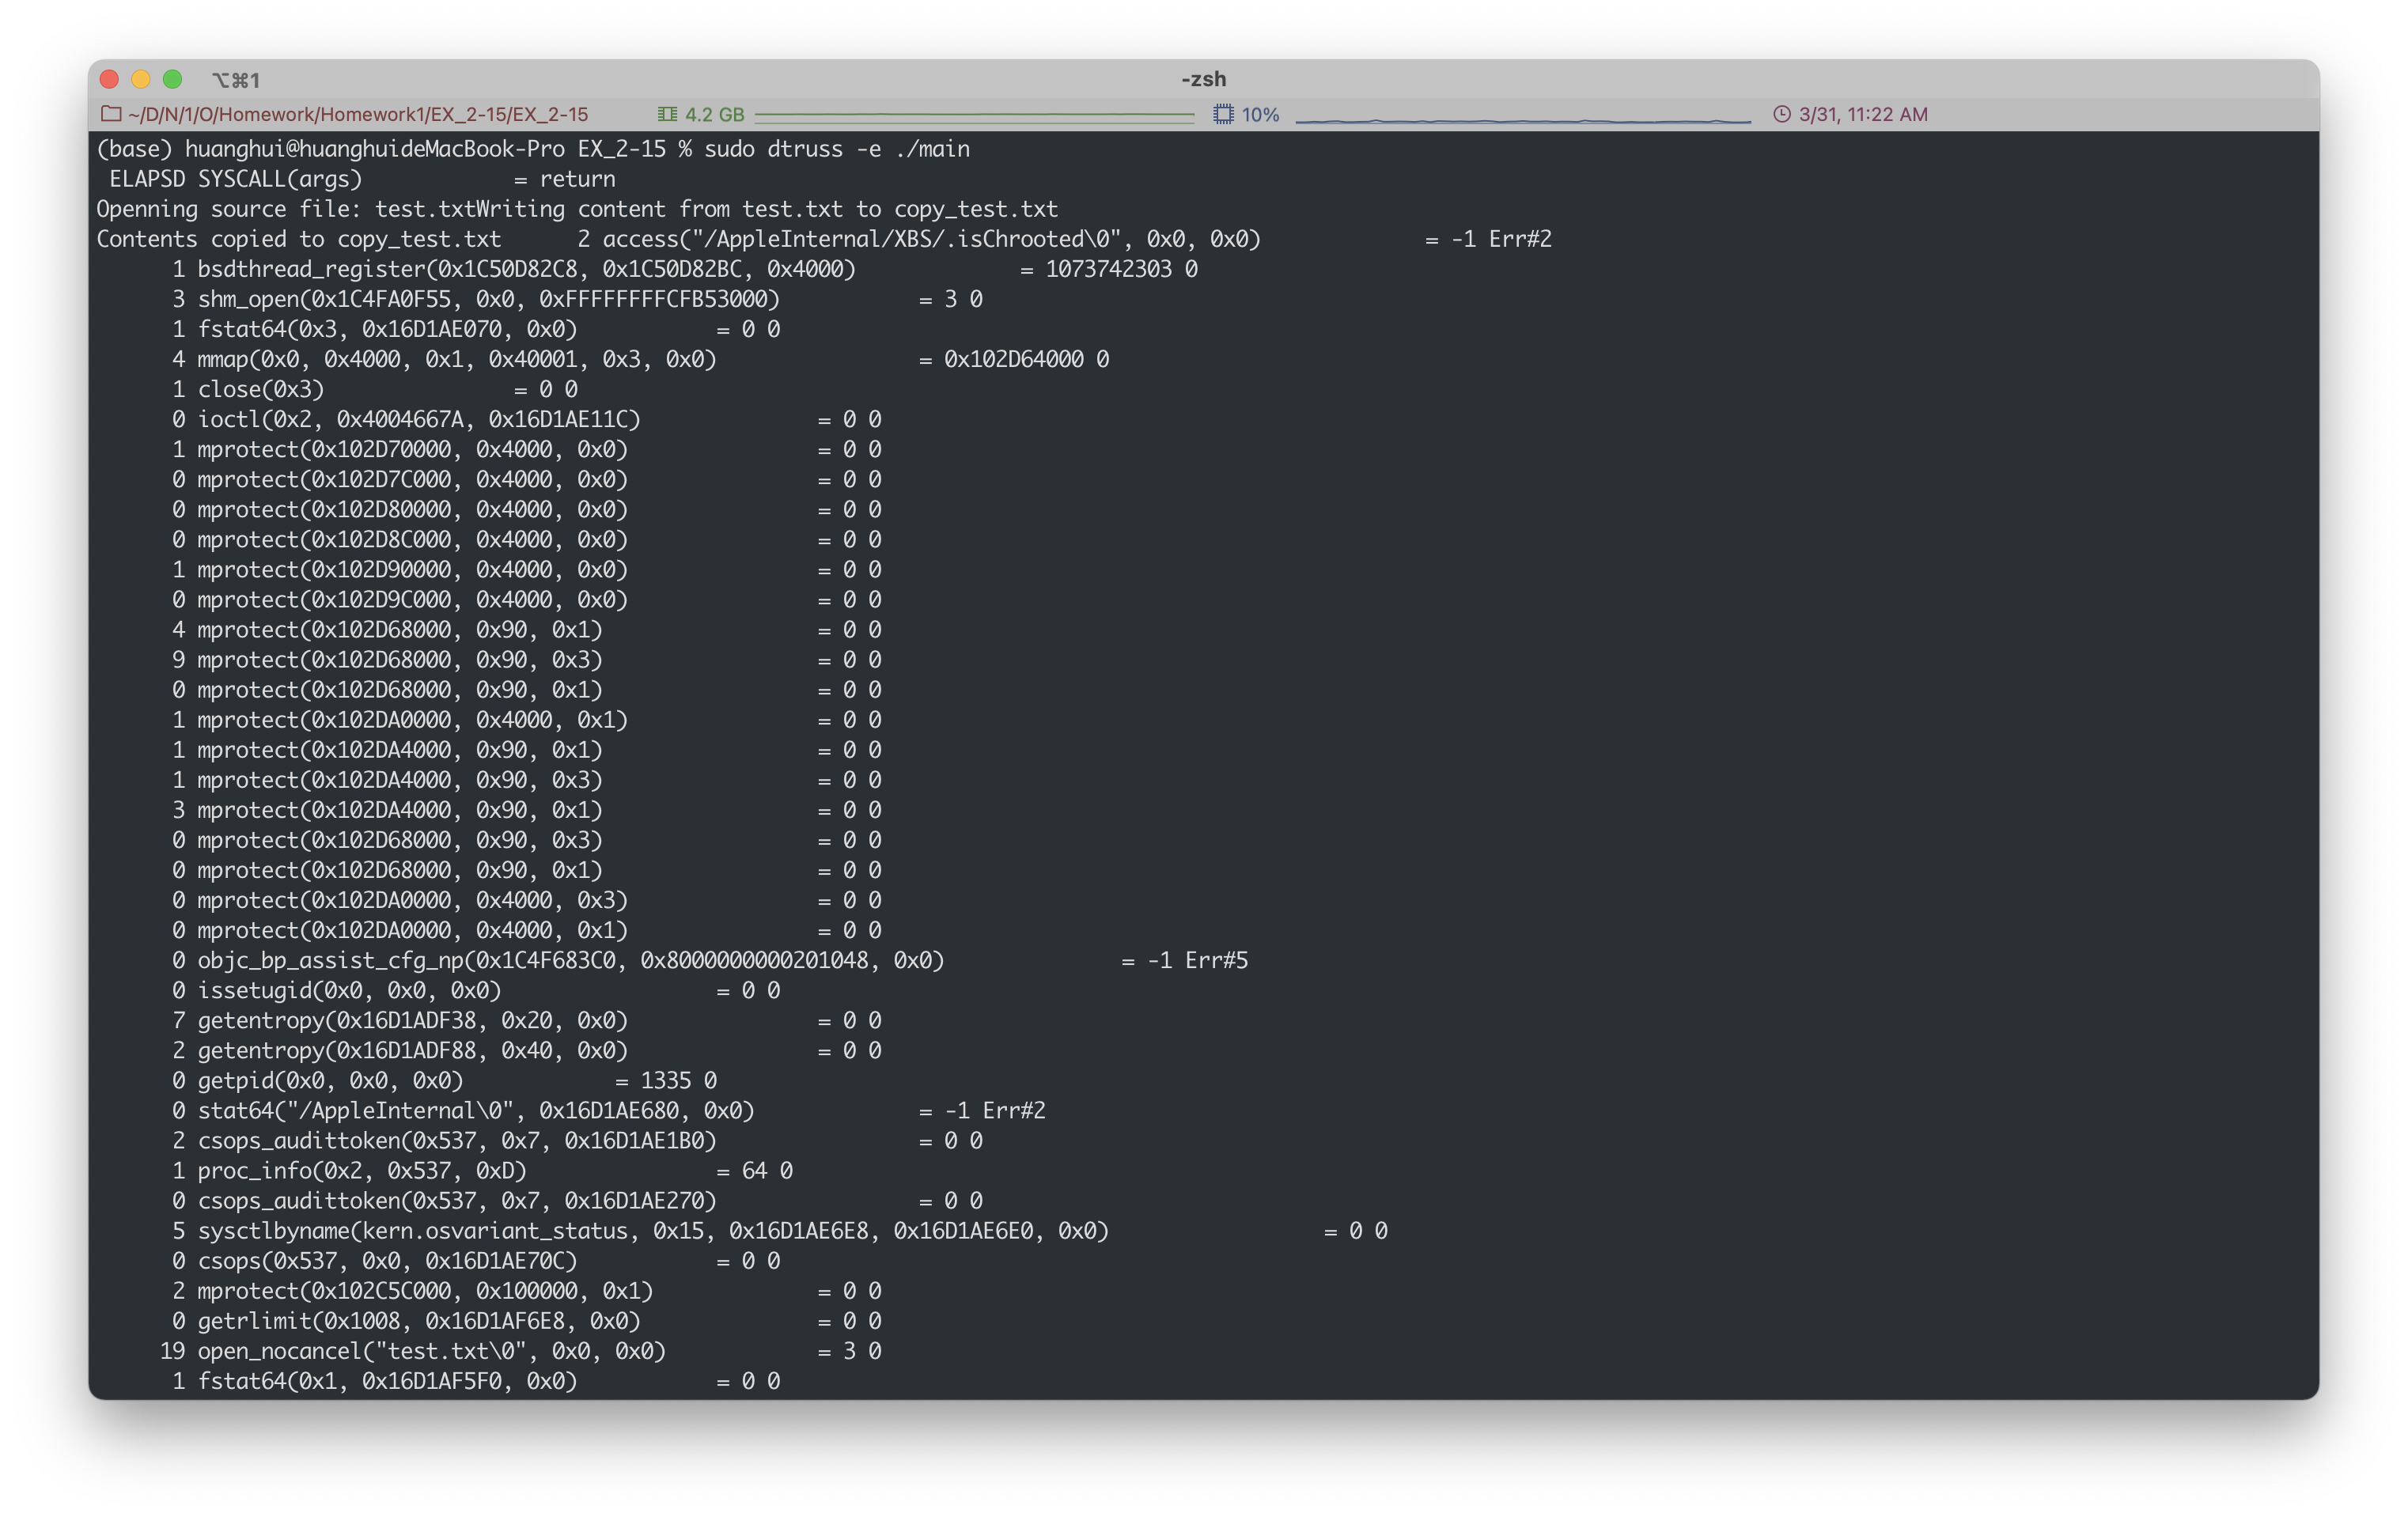 ⌥⌘1
-zsh
~/D/N/1/O/Homework/Homework1/EX_2-15/EX_2-15 4.2 GB 10% 3/31, 11:22 AM
(base) huanghui@huanghuideMacBook-Pro EX_2-15 % sudo dtruss -e ./main
ELAPSD SYSCALL(args) = return
Openning source file: test.txtWriting content from test.txt to copy_test.txt
Contents copied to copy_test.txt 2 access("/AppleInternal/XBS/.isChrooted\0", 0x0, 0x0) = -1 Err#2
1 bsdthread_register(0x1C50D82C8, 0x1C50D82BC, 0x4000) = 1073742303 0
3 shm_open(0x1C4FA0F55, 0x0, 0xFFFFFFFFCFB53000) = 3 0
1 fstat64(0x3, 0x16D1AE070, 0x0) = 0 0
4 mmap(0x0, 0x4000, 0x1, 0x40001, 0x3, 0x0) = 0x102D64000 0
1 close(0x3) = 0 0
0 ioctl(0x2, 0x4004667A, 0x16D1AE11C) = 0 0
1 mprotect(0x102D70000, 0x4000, 0x0) = 0 0
0 mprotect(0x102D7C000, 0x4000, 0x0) = 0 0
0 mprotect(0x102D80000, 0x4000, 0x0) = 0 0
0 mprotect(0x102D8C000, 0x4000, 0x0) = 0 0
1 mprotect(0x102D90000, 0x4000, 0x0) = 0 0
0 mprotect(0x102D9C000, 0x4000, 0x0) = 0 0
4 mprotect(0x102D68000, 0x90, 0x1) = 0 0
9 mprotect(0x102D68000, 0x90, 0x3) = 0 0
0 mprotect(0x102D68000, 0x90, 0x1) = 0 0
1 mprotect(0x102DA0000, 0x4000, 0x1) = 0 0
1 mprotect(0x102DA4000, 0x90, 0x1) = 0 0
1 mprotect(0x102DA4000, 0x90, 0x3) = 0 0
3 mprotect(0x102DA4000, 0x90, 0x1) = 0 0
0 mprotect(0x102D68000, 0x90, 0x3) = 0 0
0 mprotect(0x102D68000, 0x90, 0x1) = 0 0
0 mprotect(0x102DA0000, 0x4000, 0x3) = 0 0
0 mprotect(0x102DA0000, 0x4000, 0x1) = 0 0
0 objc_bp_assist_cfg_np(0x1C4F683C0, 0x8000000000201048, 0x0) = -1 Err#5
0 issetugid(0x0, 0x0, 0x0) = 0 0
7 getentropy(0x16D1ADF38, 0x20, 0x0) = 0 0
2 getentropy(0x16D1ADF88, 0x40, 0x0) = 0 0
0 getpid(0x0, 0x0, 0x0) = 1335 0
0 stat64("/AppleInternal\0", 0x16D1AE680, 0x0) = -1 Err#2
2 csops_audittoken(0x537, 0x7, 0x16D1AE1B0) = 0 0
1 proc_info(0x2, 0x537, 0xD) = 64 0
0 csops_audittoken(0x537, 0x7, 0x16D1AE270) = 0 0
5 sysctlbyname(kern.osvariant_status, 0x15, 0x16D1AE6E8, 0x16D1AE6E0, 0x0) = 0 0
0 csops(0x537, 0x0, 0x16D1AE70C) = 0 0
2 mprotect(0x102C5C000, 0x100000, 0x1) = 0 0
0 getrlimit(0x1008, 0x16D1AF6E8, 0x0) = 0 0
19 open_nocancel("test.txt\0", 0x0, 0x0) = 3 0
1 fstat64(0x1, 0x16D1AF5F0, 0x0) = 0 0